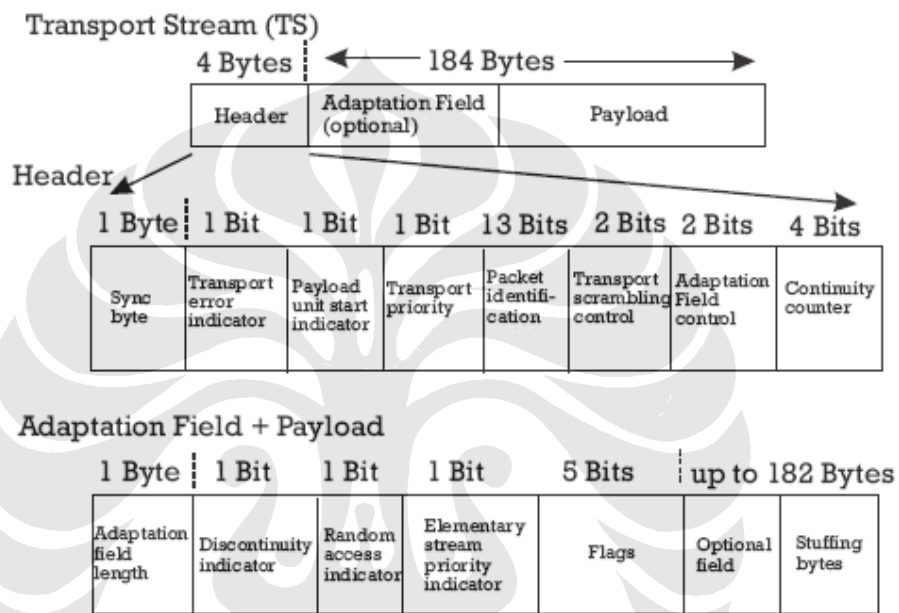 Transport Stream (TS)
4 Bytes 184 Bytes
Header
Adaptation Field
(optional)
Payload
Header
1 Byte 1 Bit 1 Bit 1 Bit 13 Bits 2 Bits 2 Bits 4 Bits
Sync
byte
Transport
error
indicator
Payload
unit start
indicator
Transport
priority
Packet
identifi-
cation
Transport
scrambling
control
Adaptation
Field
control
Continuity
counter
Adaptation Field + Payload
1 Byte 1 Bit 1 Bit 1 Bit 5 Bits up to 182 Bytes
Adaptation
field
length
Discontinuity
indicator
Random
access
indicator
Elementary
stream
priority
indicator
Flags
Optional
field
Stuffing
bytes